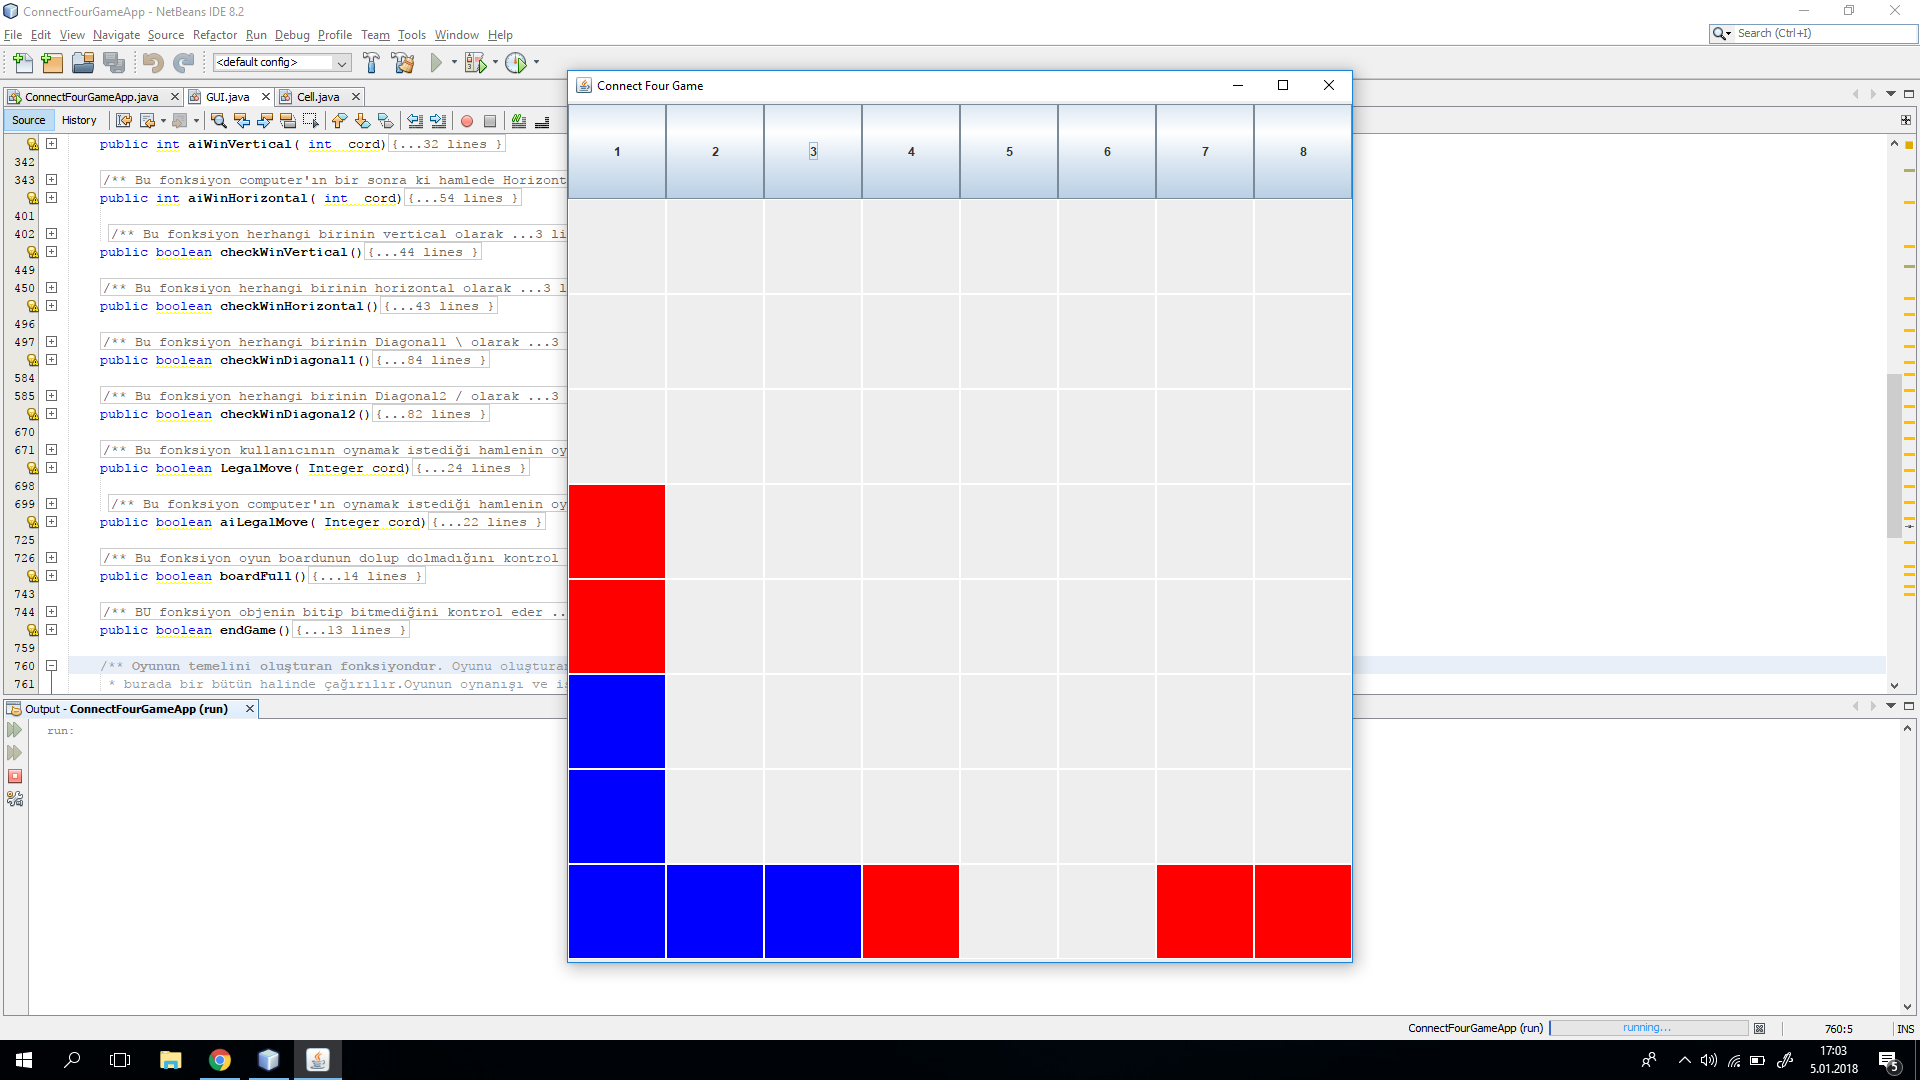 ConnectFourGameApp - NetBeans IDE 8.2
File Edit View Navigate Source Refactor Run Debug Profile Team Tools Window Help
Search (Ctrl+I)
<default config>
Connect Four Game
ConnectFourGameApp.java GUI.java Cell.java
Source History
1 2 3 4 5 6 7 8
public int aiWinVertical( int cord){...32 lines }
342
343 /** Bu fonksiyon computer'ın bir sonra ki hamlede Horizont
public int aiWinHorizontal( int cord){...54 lines }
401
402 /** Bu fonksiyon herhangi birinin vertical olarak ...3 li
public boolean checkWinVertical(){...44 lines }
449
450 /** Bu fonksiyon herhangi birinin horizontal olarak ...3 l
public boolean checkWinHorizontal(){...43 lines }
496
497 /** Bu fonksiyon herhangi birinin Diagonal1 \ olarak ...3
public boolean checkWinDiagonal1(){...84 lines }
584
585 /** Bu fonksiyon herhangi birinin Diagonal2 / olarak ...3
public boolean checkWinDiagonal2(){...82 lines }
670
671 /** Bu fonksiyon kullanıcının oynamak istediği hamlenin oy
public boolean LegalMove( Integer cord){...24 lines }
698
699 /** Bu fonksiyon computer'ın oynamak istediği hamlenin oy
public boolean aiLegalMove( Integer cord){...22 lines }
725
726 /** Bu fonksiyon oyun boardunun dolup dolmadığını kontrol
public boolean boardFull(){...14 lines }
743
744 /** BU fonksiyon objenin bitip bitmediğini kontrol eder ..
public boolean endGame(){...13 lines }
759
760 /** Oyunun temelini oluşturan fonksiyondur. Oyunu oluşturan
761 * burada bir bütün halinde çağırılır.Oyunun oynanışı ve iş
Output - ConnectFourGameApp (run)
run:
ConnectFourGameApp (run) running... 760:5 INS
17:03
5.01.2018
5